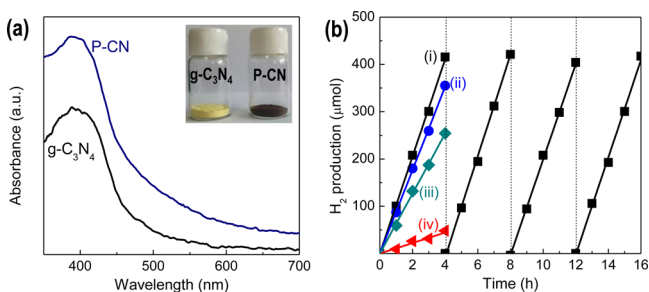 (a)
P-CN
g-C₃N₄
g-C₃N₄
P-CN
Absorbance (a.u.)
400 500 600 700
Wavelength (nm)
(b)
500
400
300
200
100
H₂ production (μmol)
(i)
(ii)
(iii)
(iv)
0 2 4 6 8 10 12 14 16
Time (h)